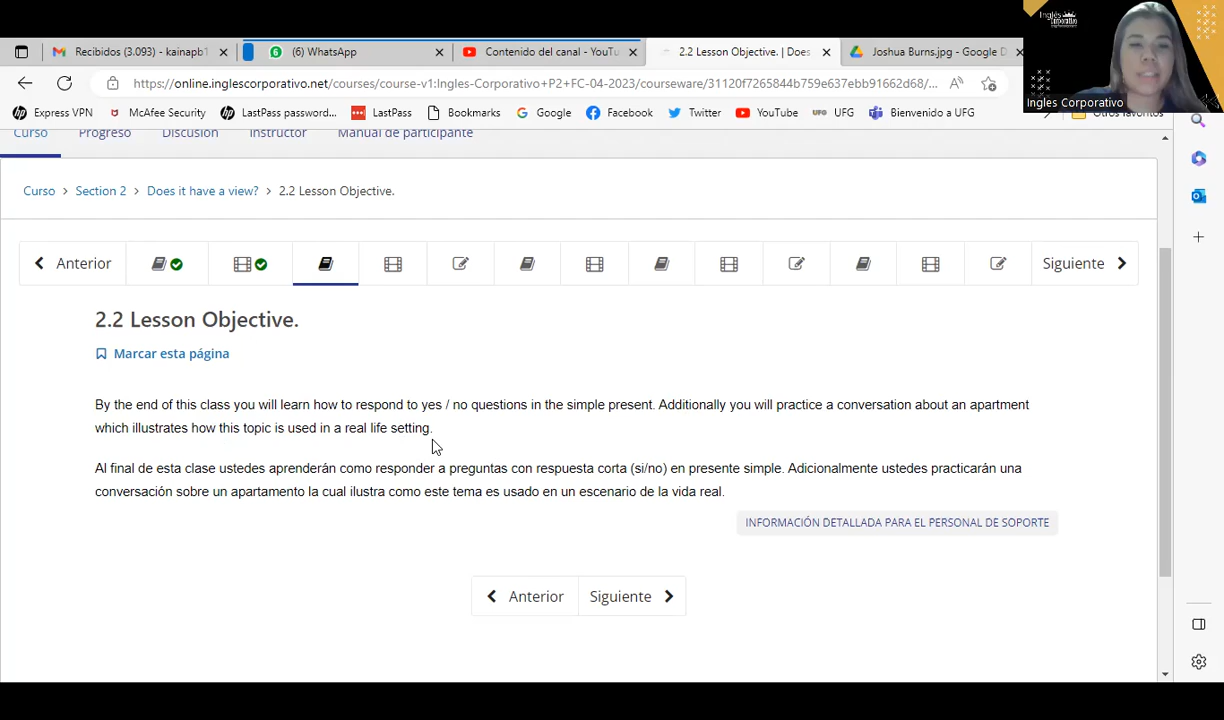 Recibidos (3.093) - kainapb1
(6) WhatsApp
Contenido del canal - YouTu
2.2 Lesson Objective. | Does
Joshua Burns.jpg - Google D
Inglés
Corporativo
https://online.inglescorporativo.net/courses/course-v1:Ingles-Corporativo+P2+FC-04-2023/courseware/31120f7265844b759e637ebb91662d68/...
Ingles Corporativo
Express VPN
McAfee Security
LastPass password...
LastPass
Bookmarks
Google
Facebook
Twitter
YouTube
UFG
Bienvenido a UFG
Otros favoritos
Curso
Progreso
Discusión
Instructor
Manual de participante
Curso > Section 2 > Does it have a view? > 2.2 Lesson Objective.
Anterior
Siguiente
2.2 Lesson Objective.
Marcar esta página
By the end of this class you will learn how to respond to yes / no questions in the simple present. Additionally you will practice a conversation about an apartment
which illustrates how this topic is used in a real life setting.
Al final de esta clase ustedes aprenderán como responder a preguntas con respuesta corta (si/no) en presente simple. Adicionalmente ustedes practicarán una
conversación sobre un apartamento la cual ilustra como este tema es usado en un escenario de la vida real.
INFORMACIÓN DETALLADA PARA EL PERSONAL DE SOPORTE
Anterior
Siguiente